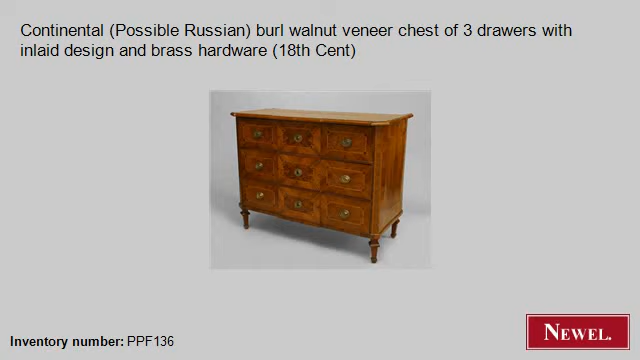 Continental (Possible Russian) burl walnut veneer chest of 3 drawers with
inlaid design and brass hardware (18th Cent)
Inventory number: PPF136
NEWEL.